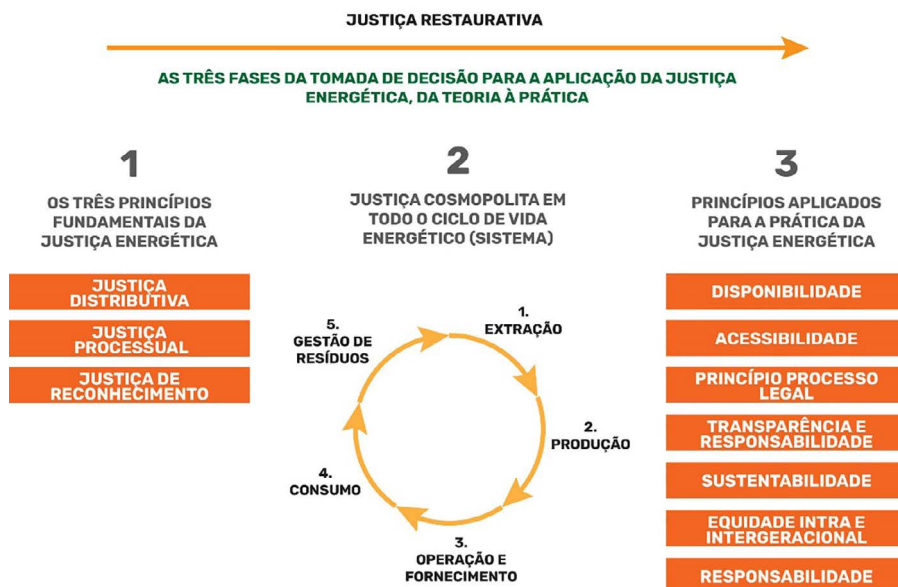 JUSTIÇA RESTAURATIVA
AS TRÊS FASES DA TOMADA DE DECISÃO PARA A APLICAÇÃO DA JUSTIÇA
ENERGÉTICA, DA TEORIA À PRÁTICA
1
OS TRÊS PRINCÍPIOS
FUNDAMENTAIS DA
JUSTIÇA ENERGÉTICA
JUSTIÇA
DISTRIBUTIVA
JUSTIÇA
PROCESSUAL
JUSTIÇA DE
RECONHECIMENTO
2
JUSTIÇA COSMOPOLITA EM
TODO O CICLO DE VIDA
ENERGÉTICO (SISTEMA)
1.
EXTRAÇÃO
2.
PRODUÇÃO
3.
OPERAÇÃO E
FORNECIMENTO
4.
CONSUMO
5.
GESTÃO DE
RESÍDUOS
3
PRINCÍPIOS APLICADOS
PARA A PRÁTICA DA
JUSTIÇA ENERGÉTICA
DISPONIBILIDADE
ACESSIBILIDADE
PRINCÍPIO PROCESSO
LEGAL
TRANSPARÊNCIA E
RESPONSABILIDADE
SUSTENTABILIDADE
EQUIDADE INTRA E
INTERGERACIONAL
RESPONSABILIDADE